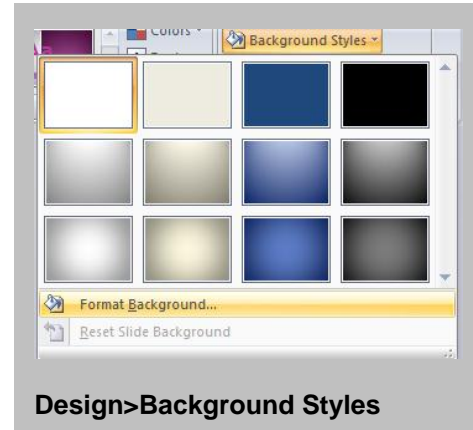 Colors
Background Styles
Format Background...
Reset Slide Background
Design>Background Styles